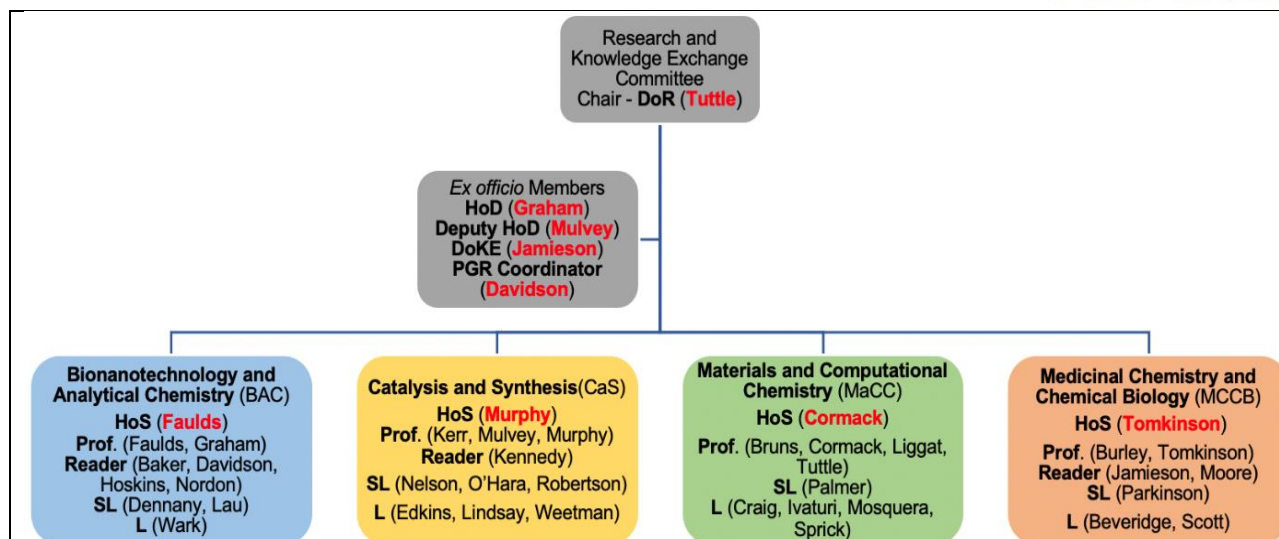 Research and
Knowledge Exchange
Committee
Chair - DoR (Tuttle)
Ex officio Members
HoD (Graham)
Deputy HoD (Mulvey)
DoKE (Jamieson)
PGR Coordinator
(Davidson)
Bionanotechnology and
Analytical Chemistry (BAC)
HoS (Faulds)
Prof. (Faulds, Graham)
Reader (Baker, Davidson,
Hoskins, Nordon)
SL (Dennany, Lau)
L (Wark)
Catalysis and Synthesis(CaS)
HoS (Murphy)
Prof. (Kerr, Mulvey, Murphy)
Reader (Kennedy)
SL (Nelson, O'Hara, Robertson)
L (Edkins, Lindsay, Weetman)
Materials and Computational
Chemistry (MaCC)
HoS (Cormack)
Prof. (Bruns, Cormack, Liggat,
Tuttle)
SL (Palmer)
L (Craig, Ivaturi, Mosquera,
Sprick)
Medicinal Chemistry and
Chemical Biology (MCCB)
HoS (Tomkinson)
Prof. (Burley, Tomkinson)
Reader (Jamieson, Moore)
SL (Parkinson)
L (Beveridge, Scott)